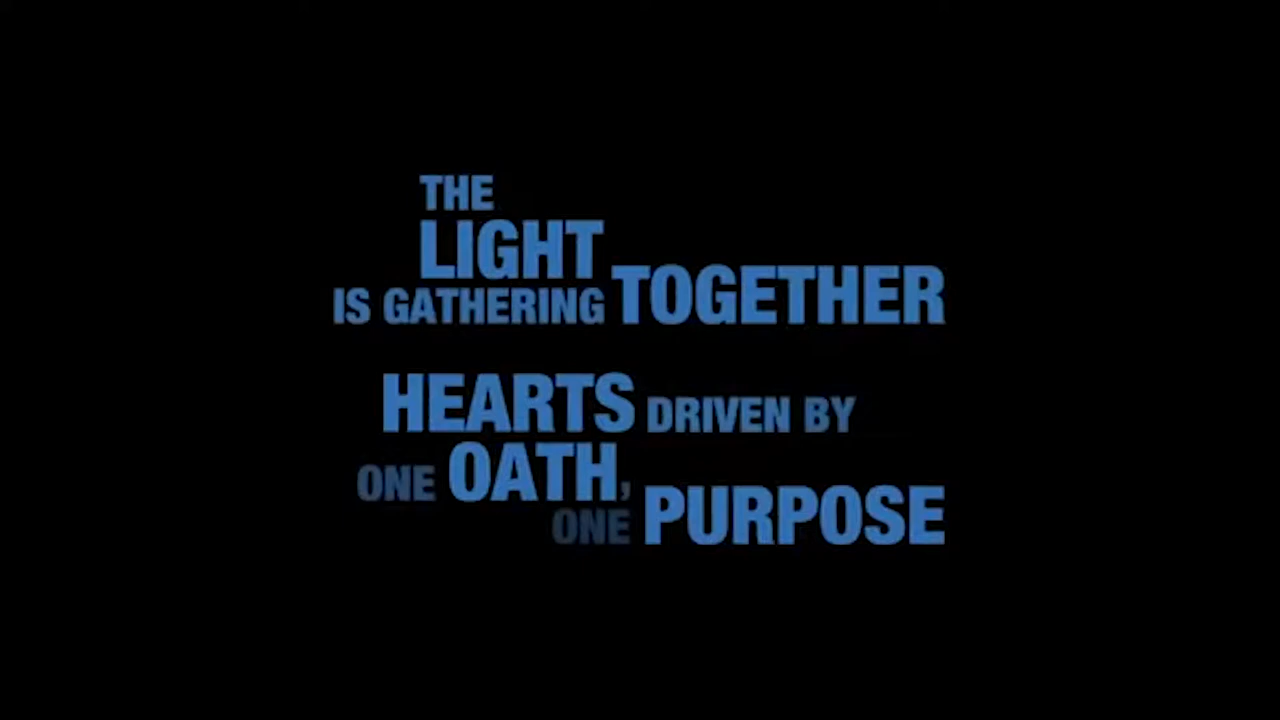 THE
LIGHT
IS GATHERING TOGETHER
HEARTS DRIVEN BY
ONE OATH,
ONE PURPOSE